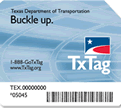 Texas Department of Transportation
Buckle up.
1-888-GoTxTag
www.TxTag.org
TxTag
TEX.00000000
*05045